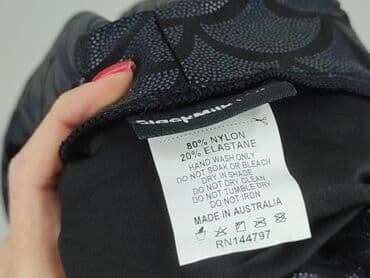 80% NYLON
20% ELASTANE
HAND WASH ONLY
DO NOT SOAK OR BLEACH
DRY IN SHADE
DO NOT DRY CLEAN
DO NOT TUMBLE DRY
DO NOT IRON
MADE IN AUSTRALIA
RN144797